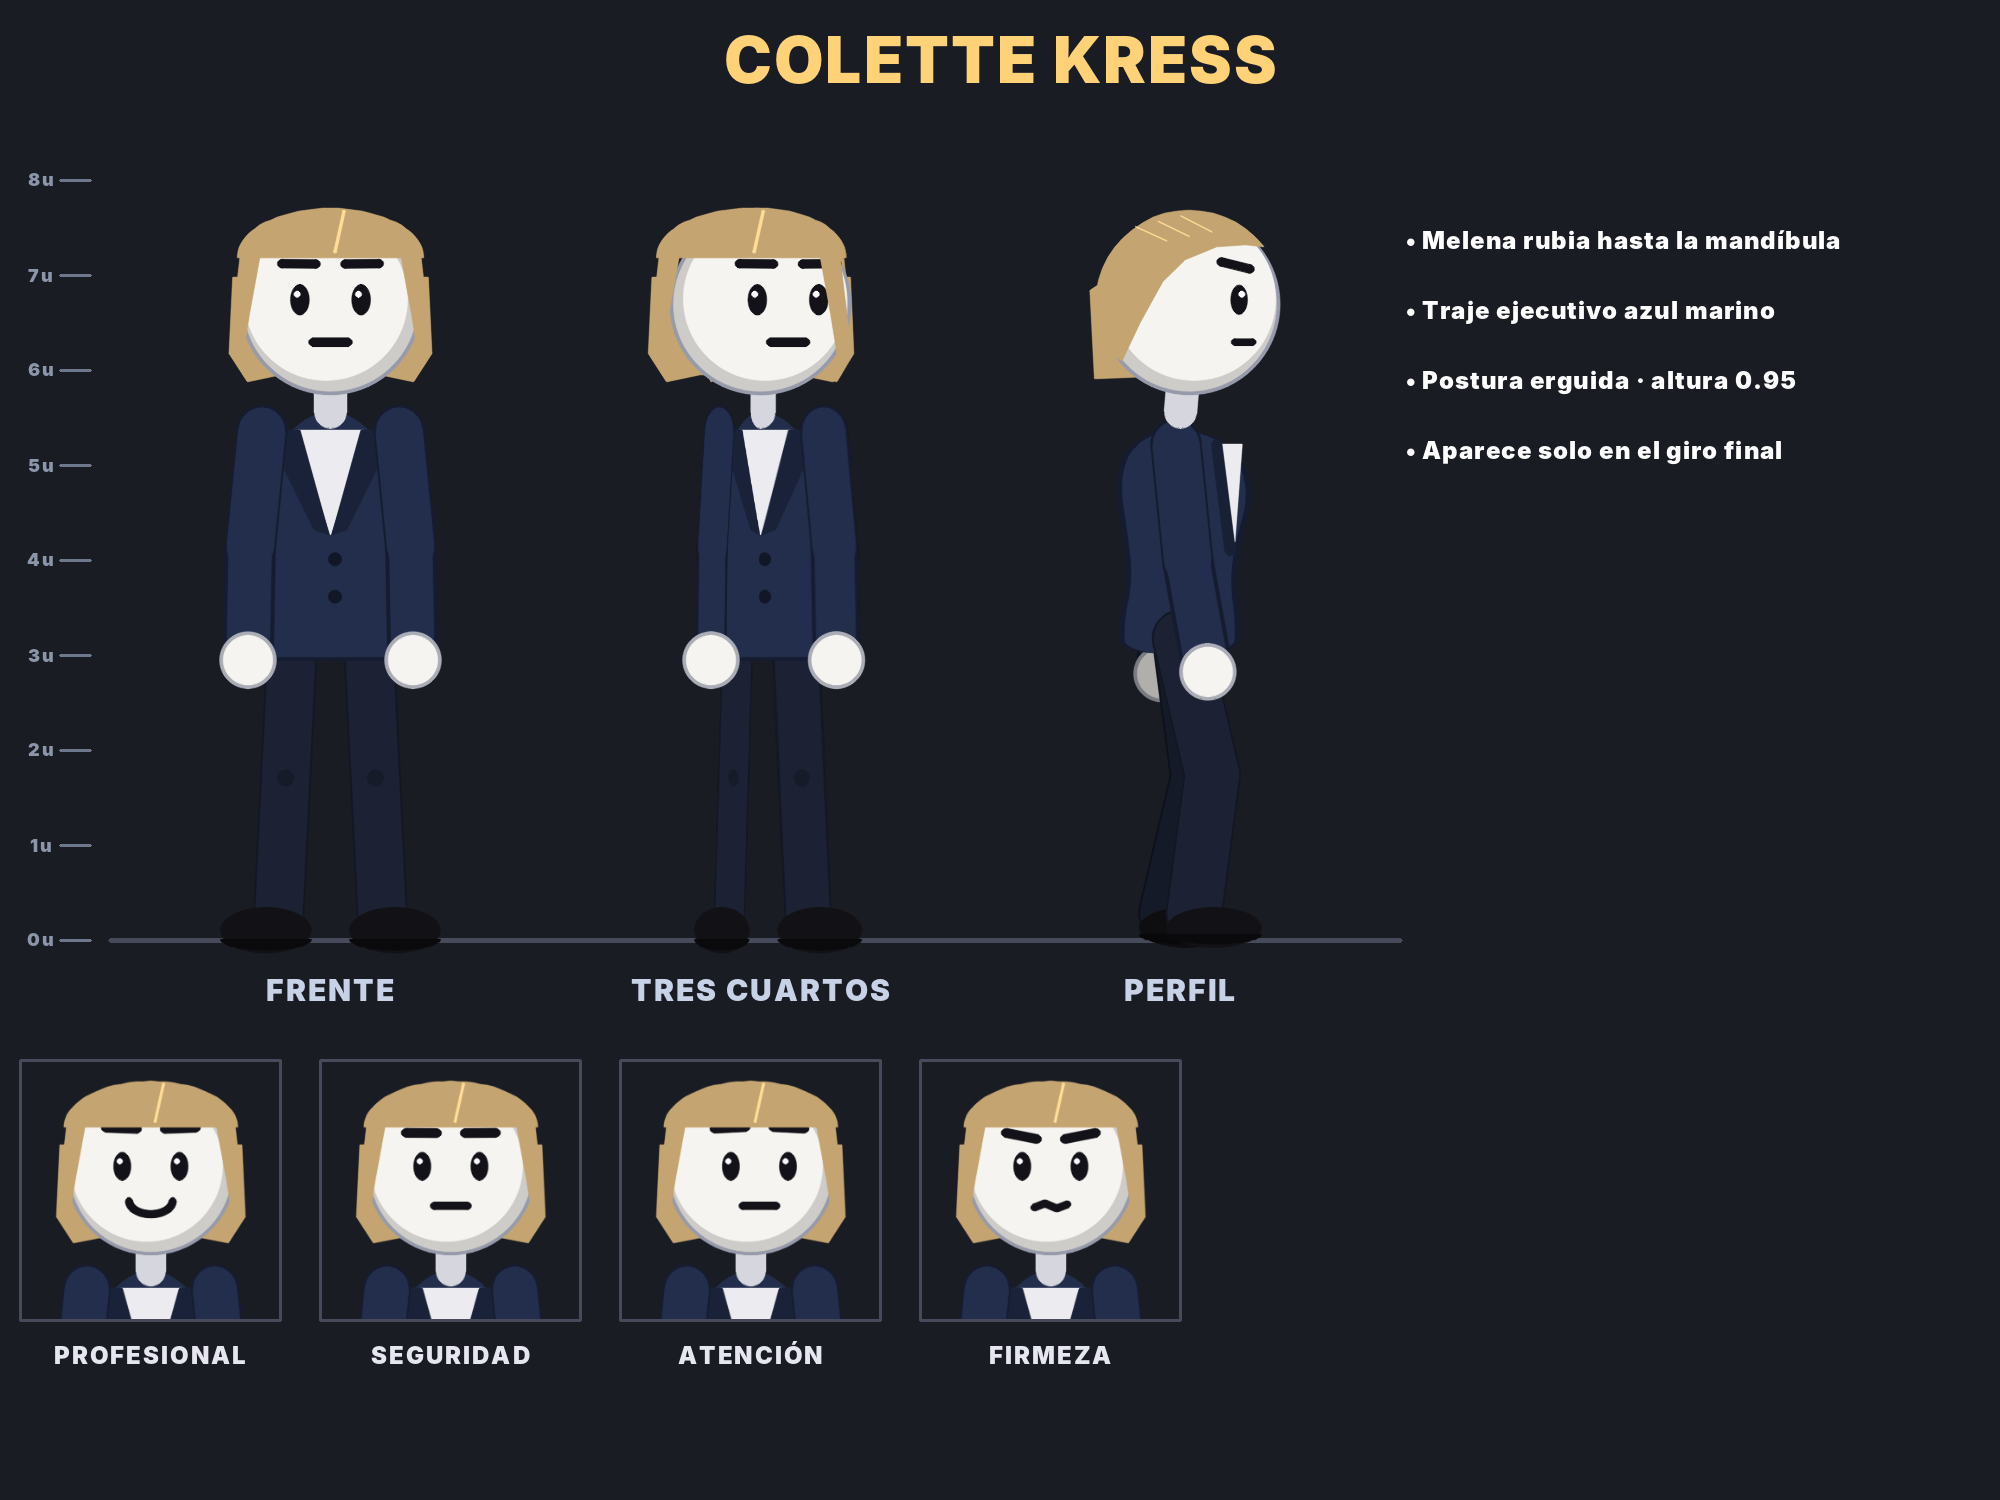 COLETTE KRESS
8u
7u
6u
5u
4u
3u
2u
1u
0u
• Melena rubia hasta la mandíbula
• Traje ejecutivo azul marino
• Postura erguida · altura 0.95
• Aparece solo en el giro final
FRENTE
TRES CUARTOS
PERFIL
PROFESIONAL
SEGURIDAD
ATENCIÓN
FIRMEZA